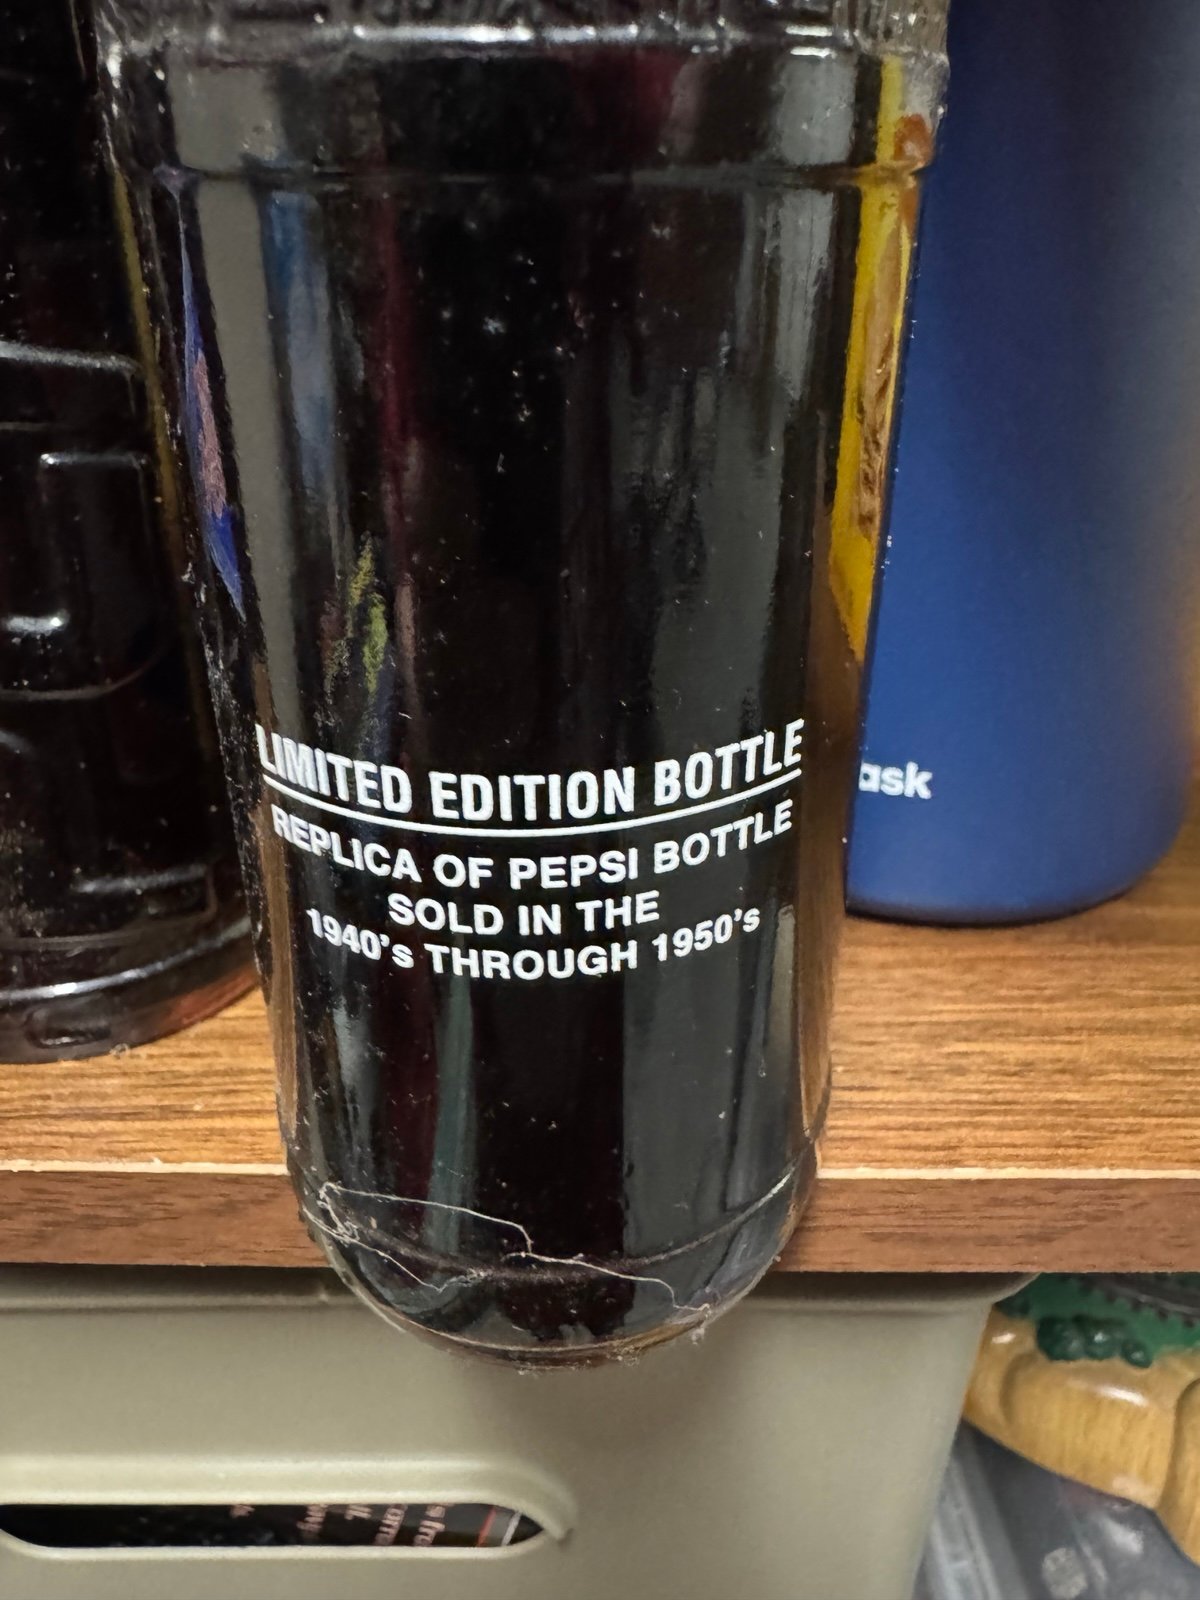 LIMITED EDITION BOTTLE
REPLICA OF PEPSI BOTTLE
SOLD IN THE
1940's THROUGH 1950's
ask